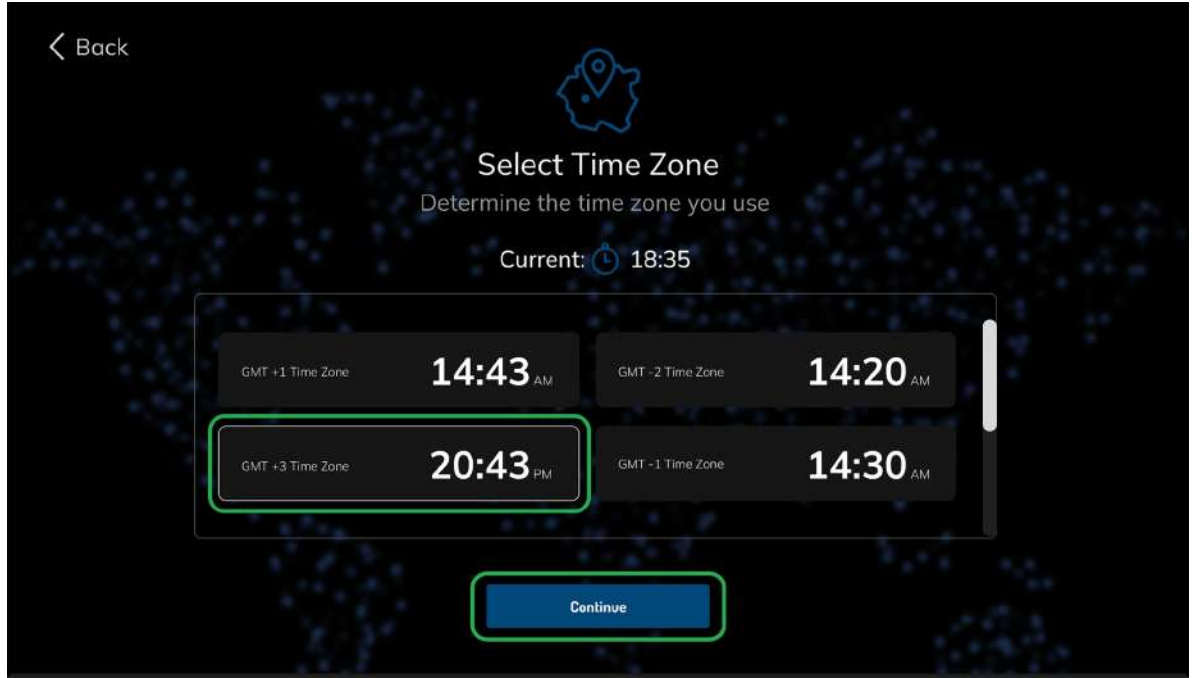 Back
Select Time Zone
Determine the time zone you use
Current: 18:35
GMT +1 Time Zone 14:43 AM
GMT -2 Time Zone 14:20 AM
GMT +3 Time Zone 20:43 PM
GMT -1 Time Zone 14:30 AM
Continue